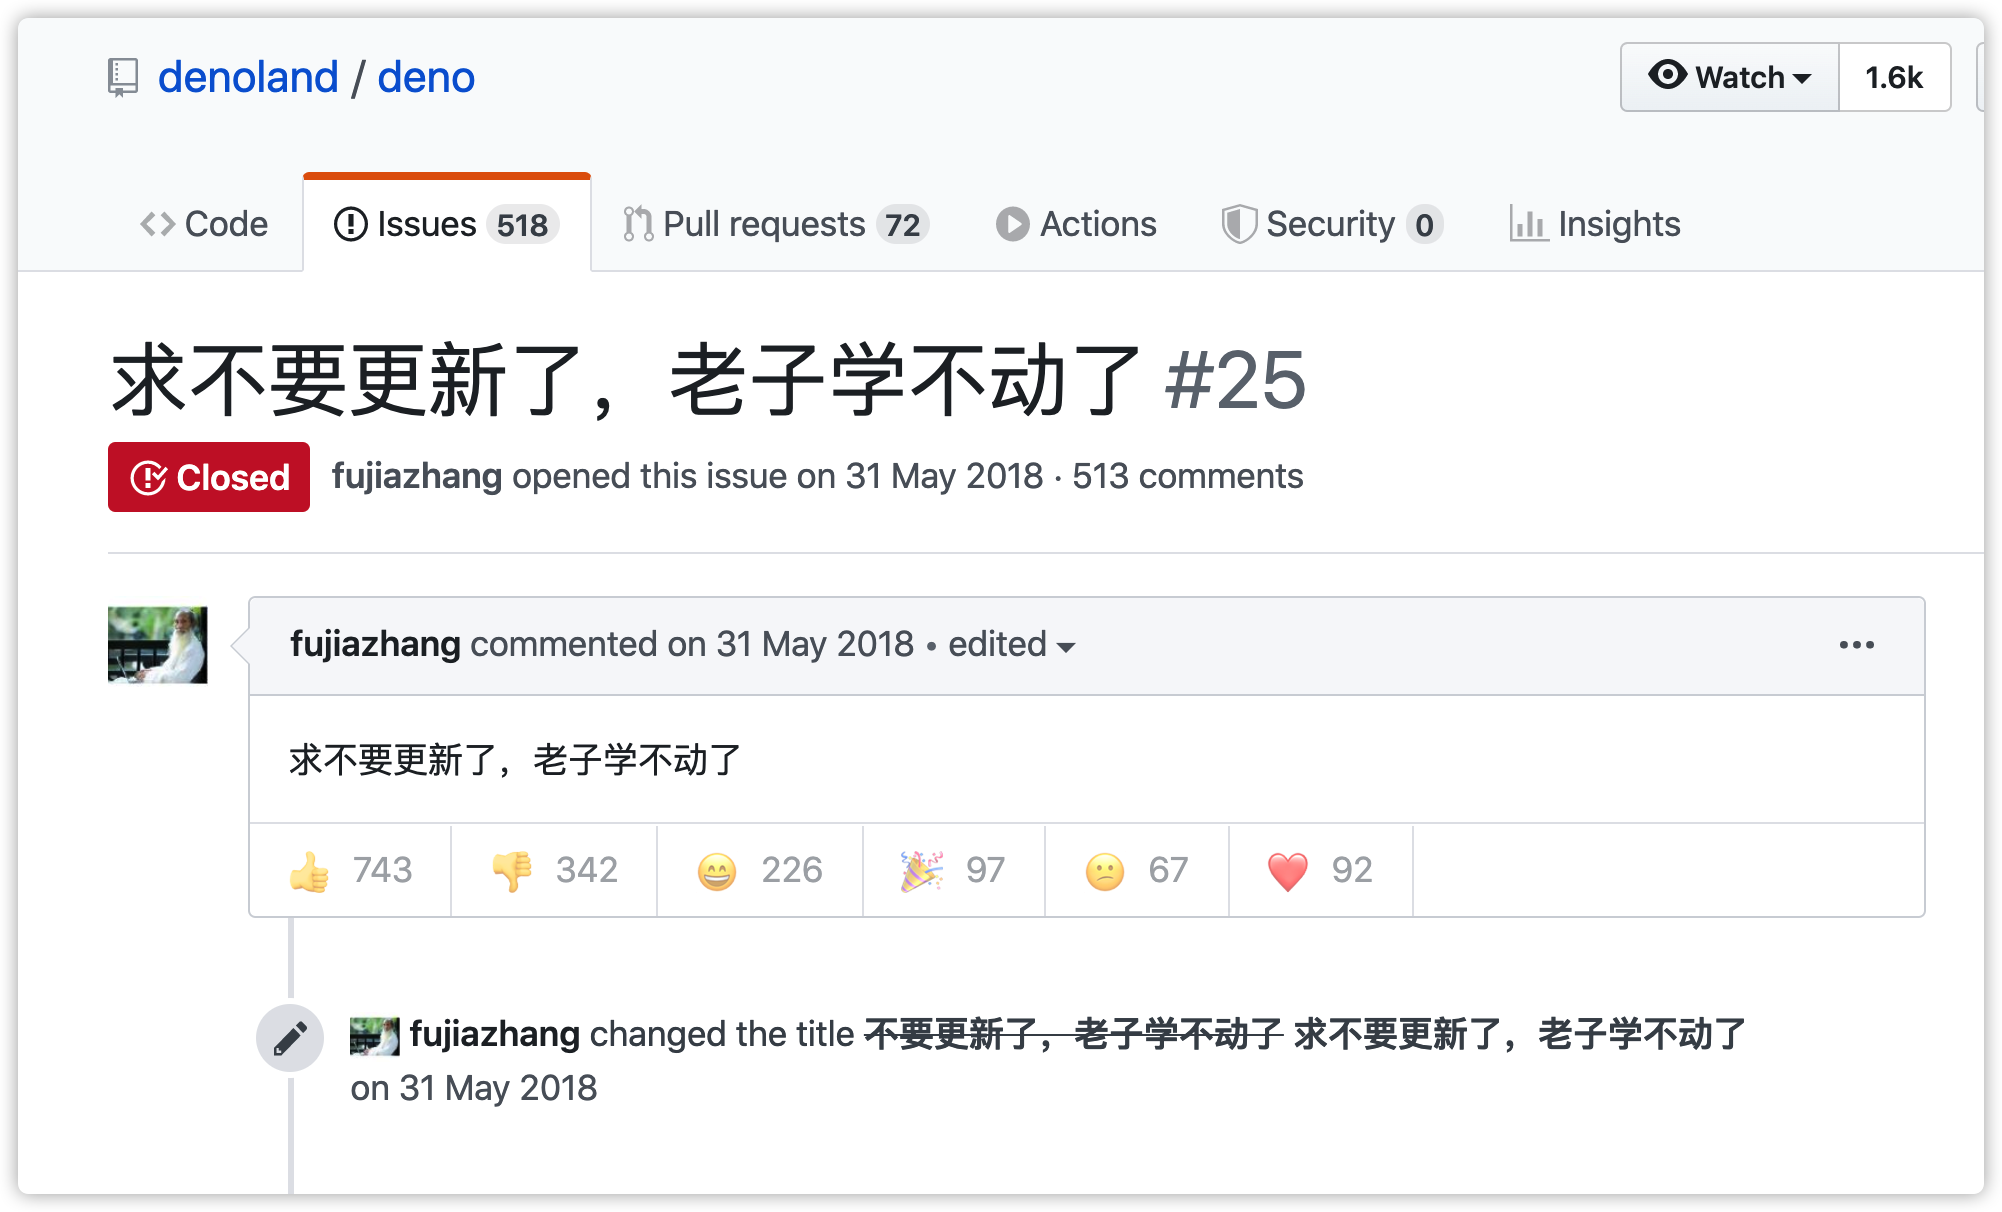 denoland / deno
Watch 1.6k
Code Issues 518 Pull requests 72 Actions Security 0 Insights
求不要更新了，老子学不动了 #25
Closed fujiazhang opened this issue on 31 May 2018 · 513 comments
fujiazhang commented on 31 May 2018 • edited
求不要更新了，老子学不动了
743 342 226 97 67 92
fujiazhang changed the title 不要更新了，老子学不动了 求不要更新了，老子学不动了
on 31 May 2018